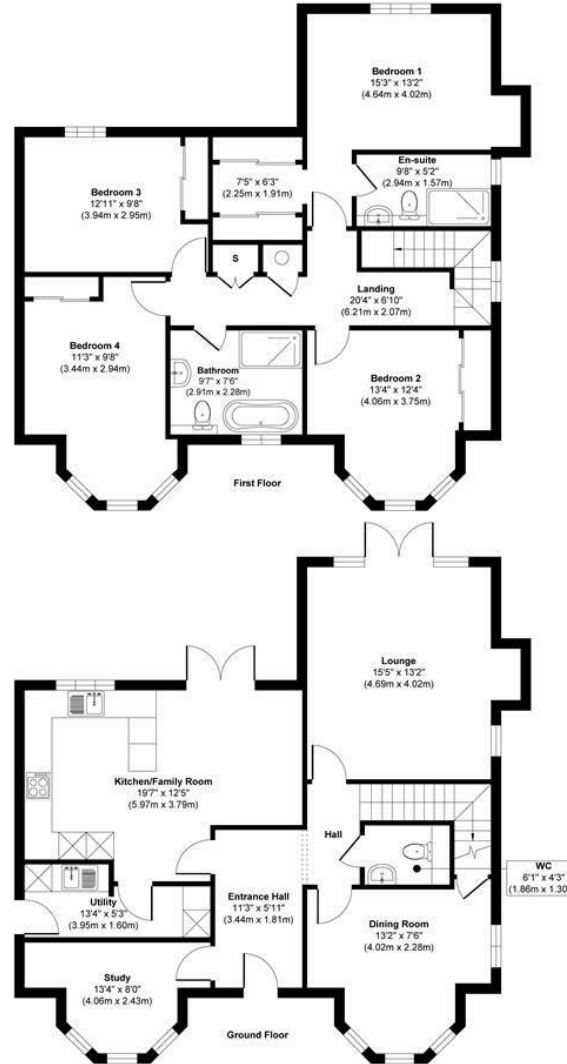 Bedroom 1
15'3" x 13'2"
(4.64m x 4.02m)
En-suite
9'8" x 5'2"
(2.94m x 1.57m)
Bedroom 3
12'11" x 9'8"
(3.94m x 2.95m)
7'5" x 6'3"
(2.25m x 1.91m)
S
Landing
20'4" x 6'10"
(6.21m x 2.07m)
Bedroom 4
11'3" x 9'8"
(3.44m x 2.94m)
Bathroom
9'7" x 7'6"
(2.91m x 2.28m)
Bedroom 2
13'4" x 12'4"
(4.06m x 3.75m)
First Floor
Lounge
15'5" x 13'2"
(4.69m x 4.02m)
Kitchen/Family Room
19'7" x 12'5"
(5.97m x 3.79m)
Hall
WC
6'1" x 4'3"
(1.86m x 1.30
Utility
13'4" x 5'3"
(3.95m x 1.60m)
Entrance Hall
11'3" x 5'11"
(3.44m x 1.81m)
Dining Room
13'2" x 7'6"
(4.02m x 2.28m)
Study
13'4" x 8'0"
(4.06m x 2.43m)
Ground Floor